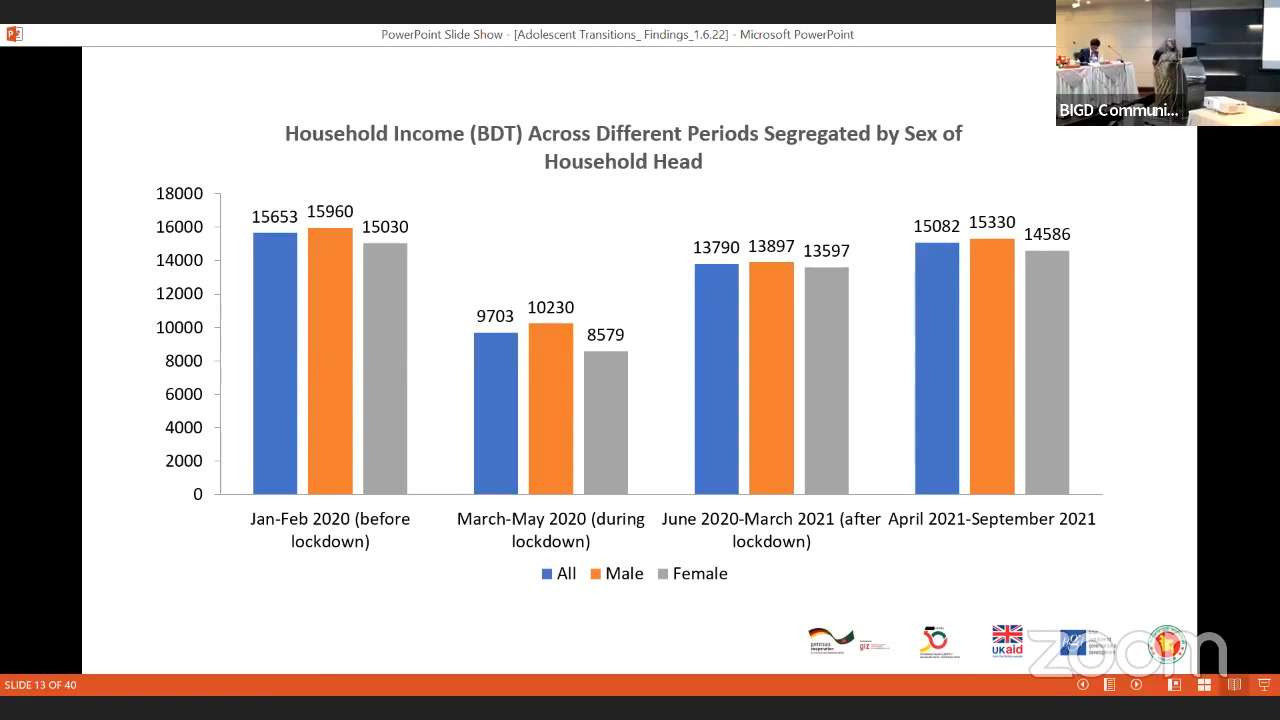 PowerPoint Slide Show - [Adolescent Transitions_ Findings_1.6.22] - Microsoft PowerPoint
BIGD Communi...
Household Income (BDT) Across Different Periods Segregated by Sex of
Household Head
18000
16000
14000
12000
10000
8000
6000
4000
2000
0
15653 15960 15030
9703 10230 8579
13790 13897 13597
15082 15330 14586
Jan-Feb 2020 (before
lockdown)
March-May 2020 (during
lockdown)
June 2020-March 2021 (after
lockdown)
April 2021-September 2021
All Male Female
german
cooperation
giz
50
UKaid
zoom
SLIDE 13 OF 40